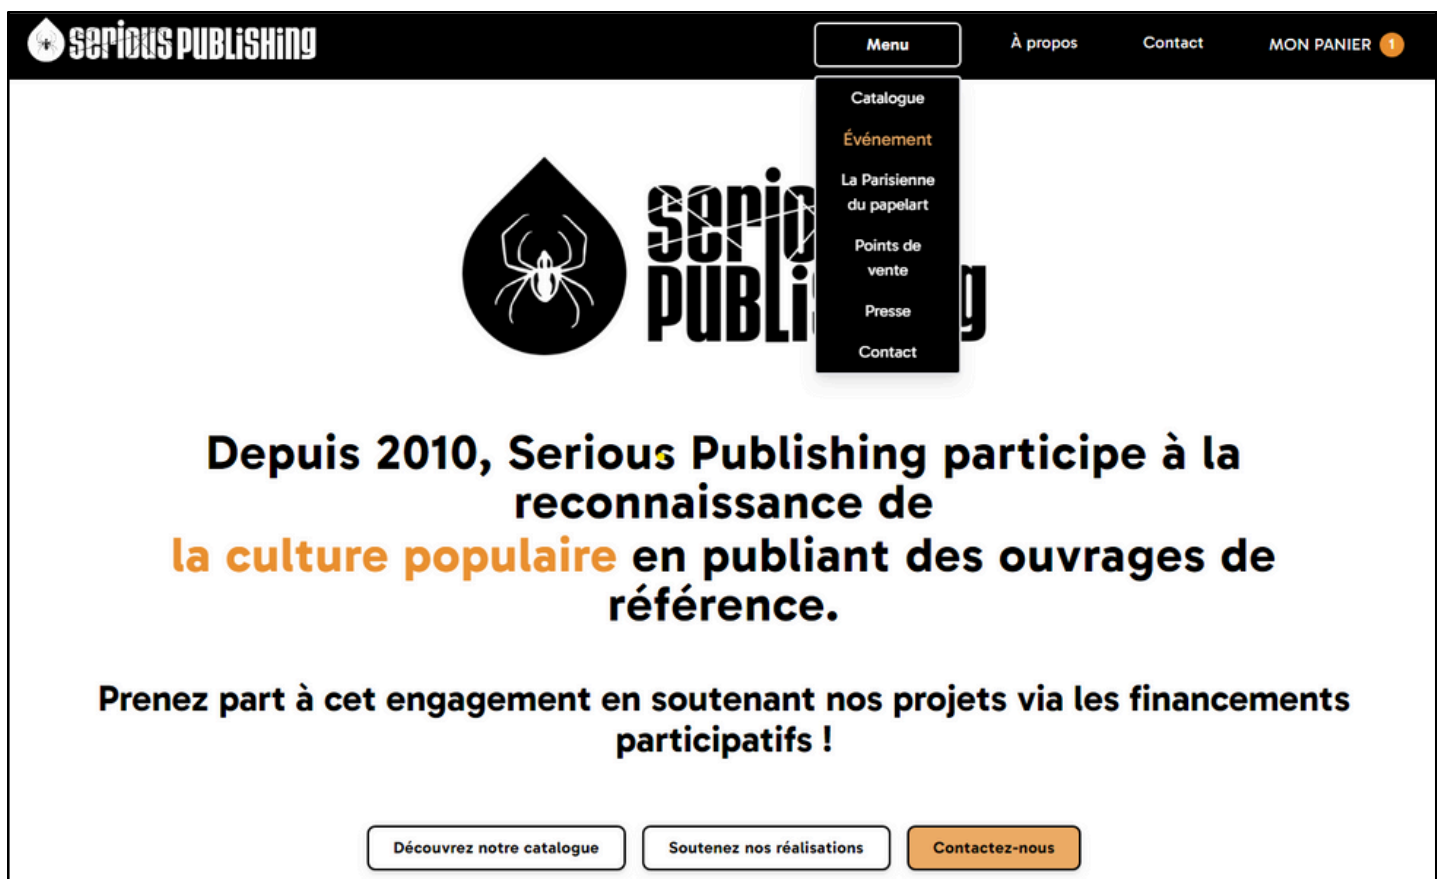 Serious Publishing
Menu
À propos
Contact
MON PANIER 1
Catalogue
Événement
La Parisienne
du papelart
Points de
vente
Presse
Contact
Depuis 2010, Serious Publishing participe à la
reconnaissance de
la culture populaire en publiant des ouvrages de
référence.
Prenez part à cet engagement en soutenant nos projets via les financements
participatifs !
Découvrez notre catalogue
Soutenez nos réalisations
Contactez-nous